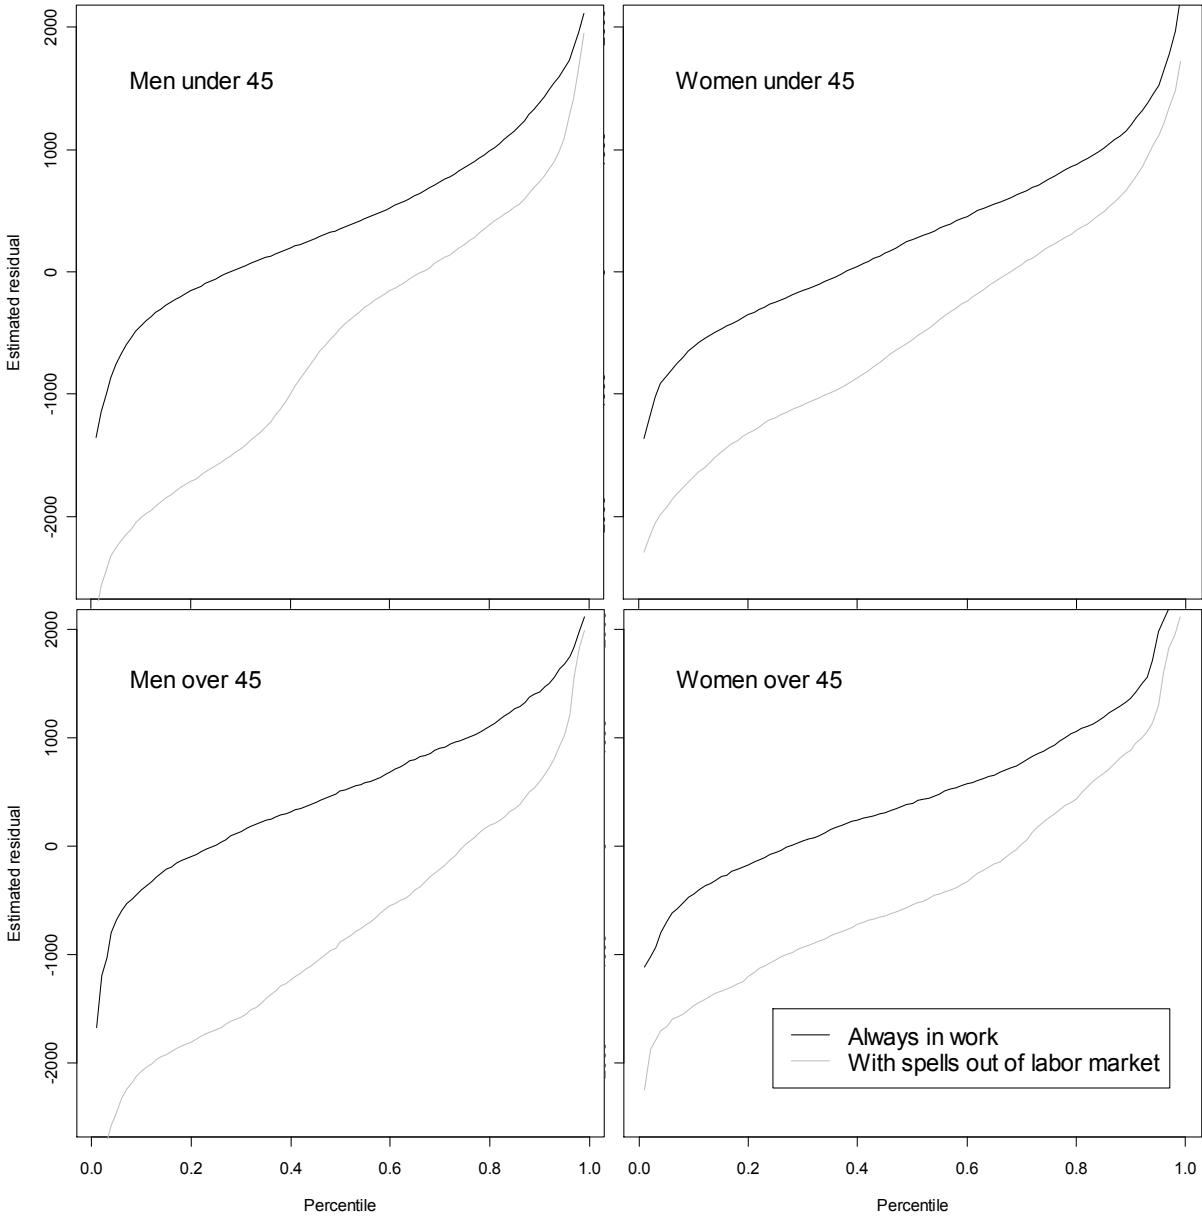 Men under 45
Women under 45
Estimated residual
2000
1000
0
-1000
-2000
Men over 45
Women over 45
Estimated residual
2000
1000
0
-1000
-2000
Always in work
With spells out of labor market
0.0 0.2 0.4 0.6 0.8 1.0
0.0 0.2 0.4 0.6 0.8 1.0
Percentile
Percentile